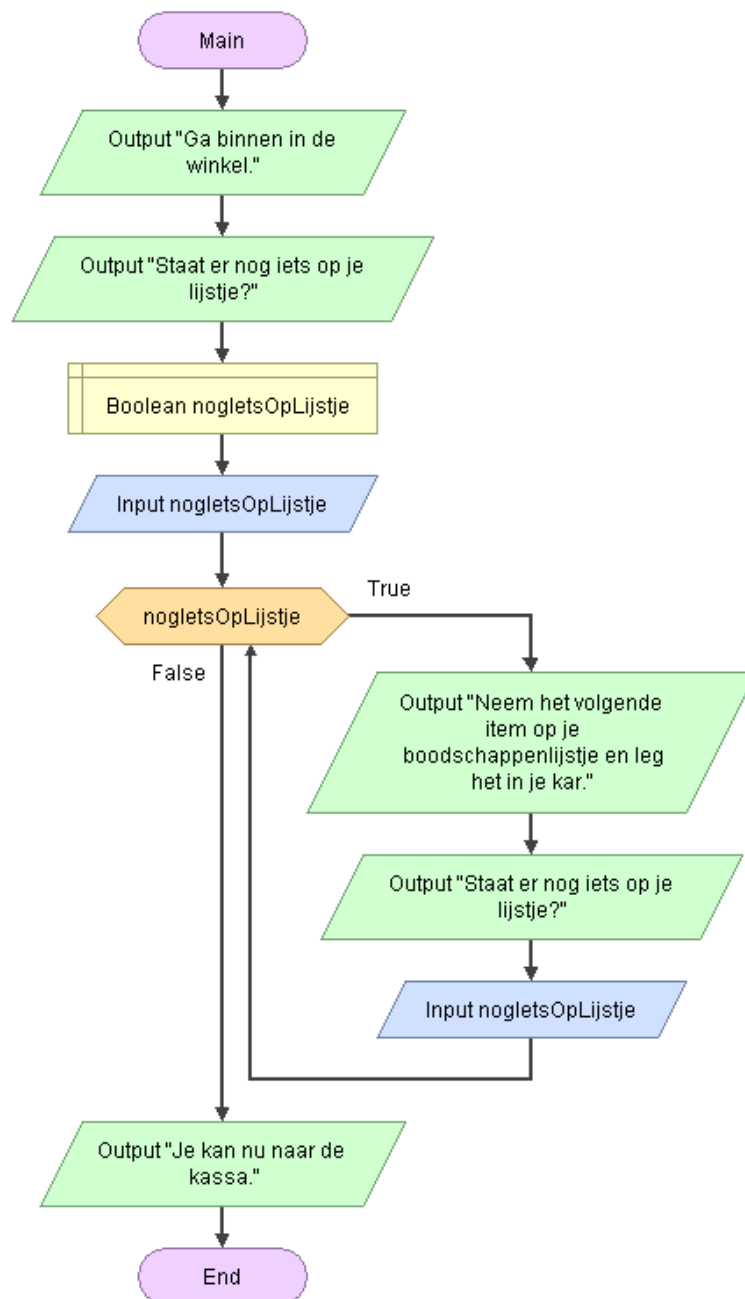 Main
Output "Ga binnen in de
winkel."
Output "Staat er nog iets op je
lijstje?"
Boolean nogIetsOpLijstje
Input nogIetsOpLijstje
nogIetsOpLijstje
True
False
Output "Neem het volgende
item op je
boodschappenlijstje en leg
het in je kar."
Output "Staat er nog iets op je
lijstje?"
Input nogIetsOpLijstje
Output "Je kan nu naar de
kassa."
End